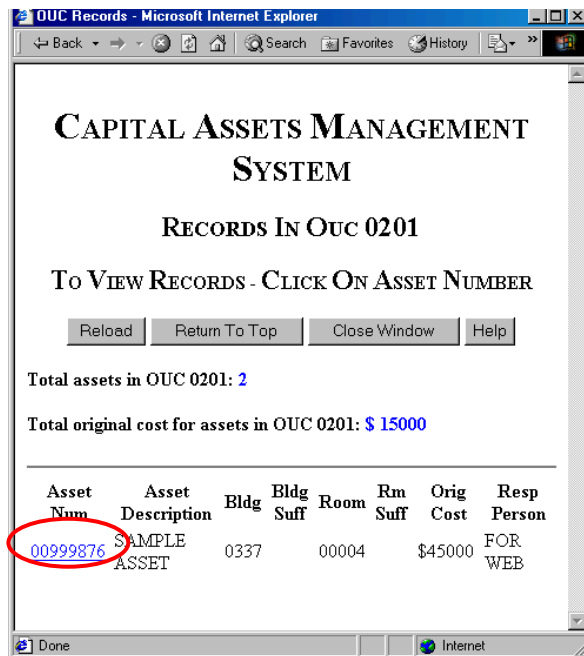 OUC Records - Microsoft Internet Explorer
Back Search Favorites History »
CAPITAL ASSETS MANAGEMENT
SYSTEM
RECORDS IN OUC 0201
TO VIEW RECORDS - CLICK ON ASSET NUMBER
Reload Return To Top Close Window Help
Total assets in OUC 0201: 2
Total original cost for assets in OUC 0201: $ 15000
Asset Num Asset Description Bldg Bldg Suff Room Rm Suff Orig Cost Resp Person
00999876 SAMPLE ASSET 0337 00004 $45000 FOR WEB
Done Internet